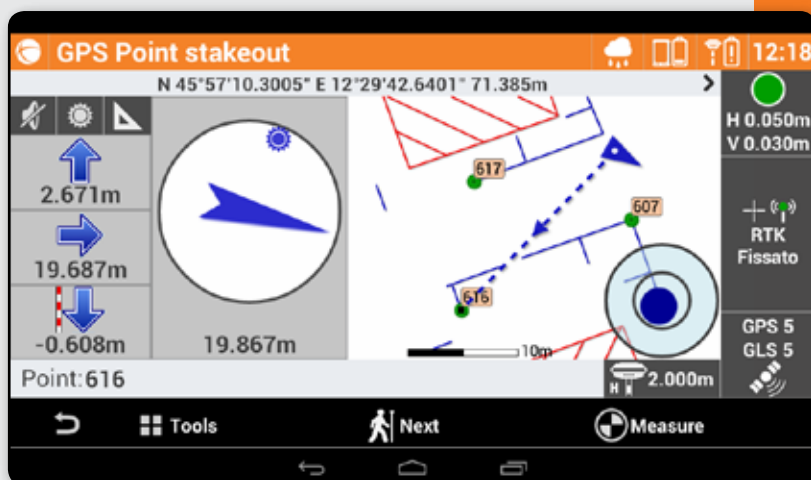 GPS Point stakeout
12:18
N 45°57'10.3005" E 12°29'42.6401" 71.385m
H 0.050m
V 0.030m
2.671m
19.687m
-0.608m
19.867m
617
607
616
10m
RTK
Fissato
GPS 5
GLS 5
Point:616
H
2.000m
Tools
Next
Measure